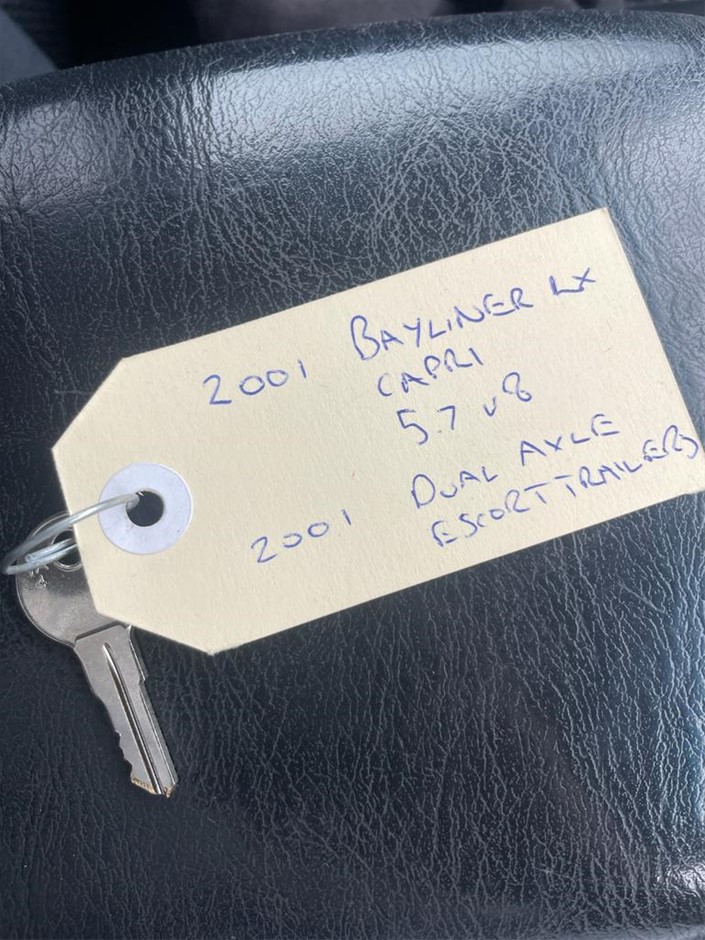 2001 BAYLINER LX
CAPRI
5.7 V8
2001 DUAL AXLE
ESCORT TRAILERS